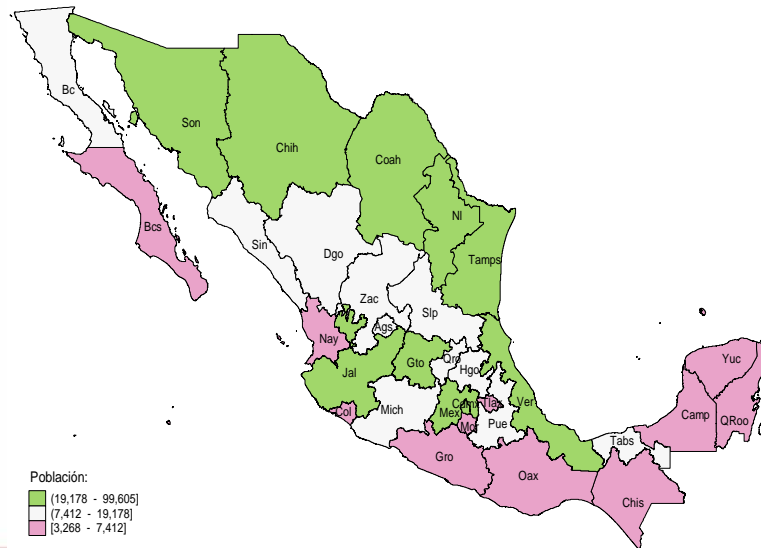 Bc
Son
Chih
Coah
Nl
Bcs
Sin
Dgo
Tamps
Zac
Slp
Ags
Nay
Qro
Gto
Hgo
Yuc
Jal
Ver
Tlax
Col
Mich
Mex
Camp
QRoo
Pue
Tabs
Gro
Oax
Chis
Población:
(19,178 - 99,605]
(7,412 - 19,178]
[3,268 - 7,412]